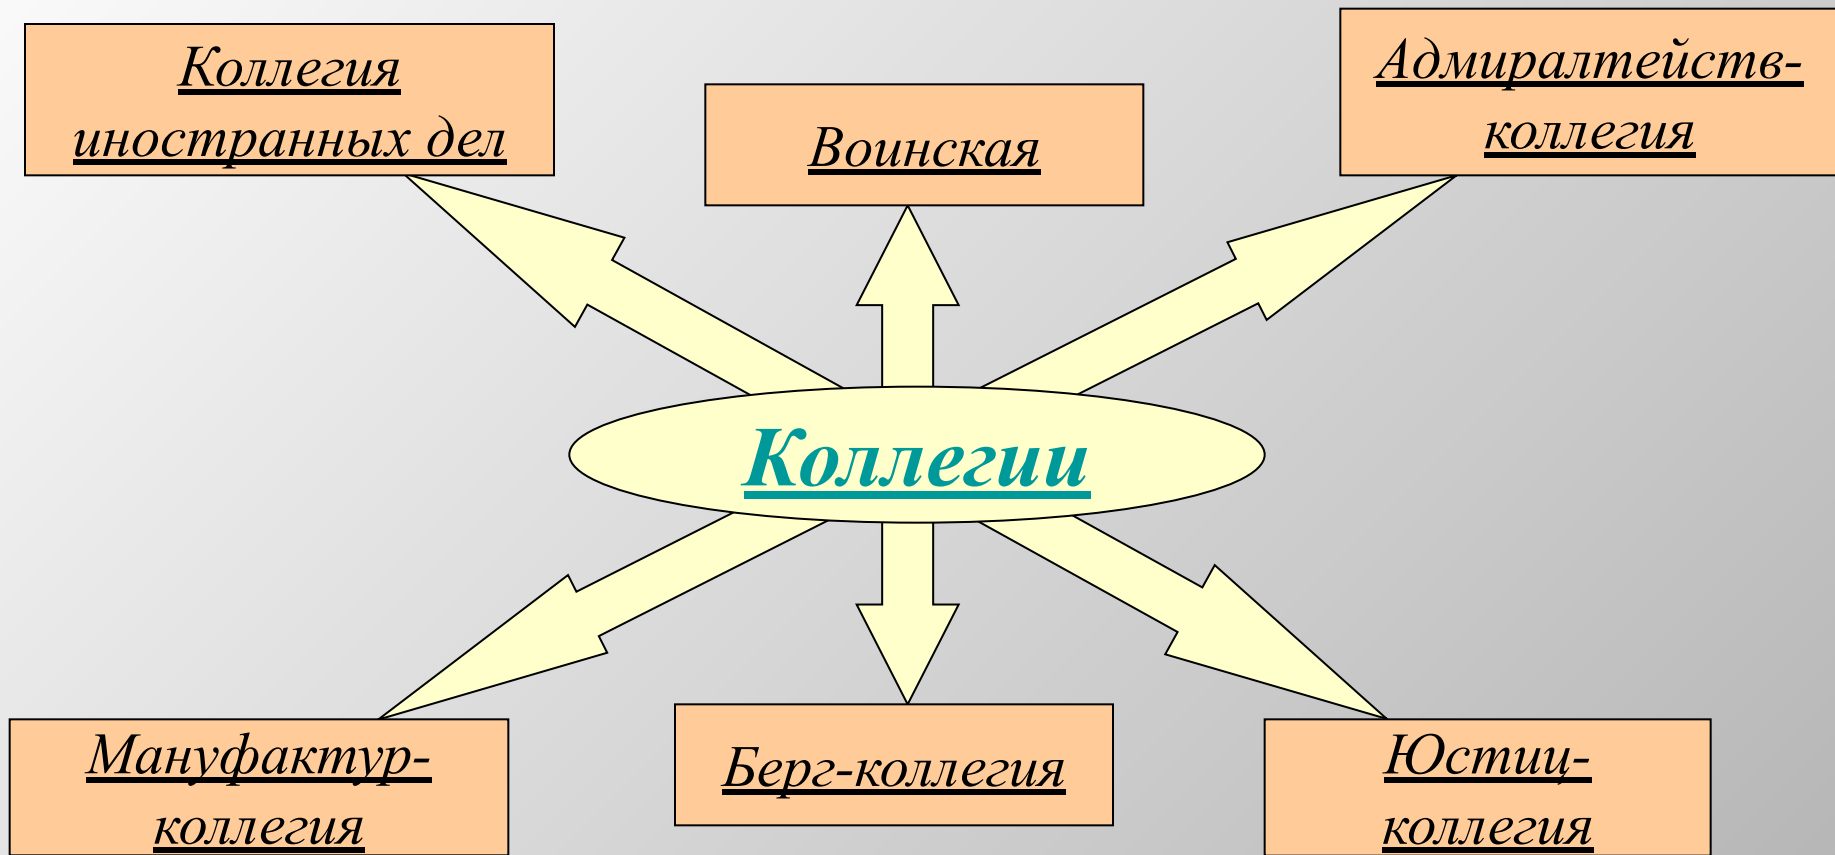 Коллегия
иностранных дел
Воинская
Адмиралтейств-
коллегия
Коллегии
Мануфактур-
коллегия
Берг-коллегия
Юстиц-
коллегия